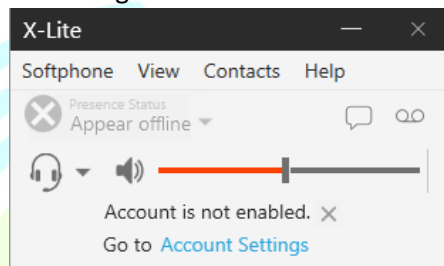 X-Lite
Softphone View Contacts Help
Presence Status
Appear offline
Account is not enabled.
Go to Account Settings